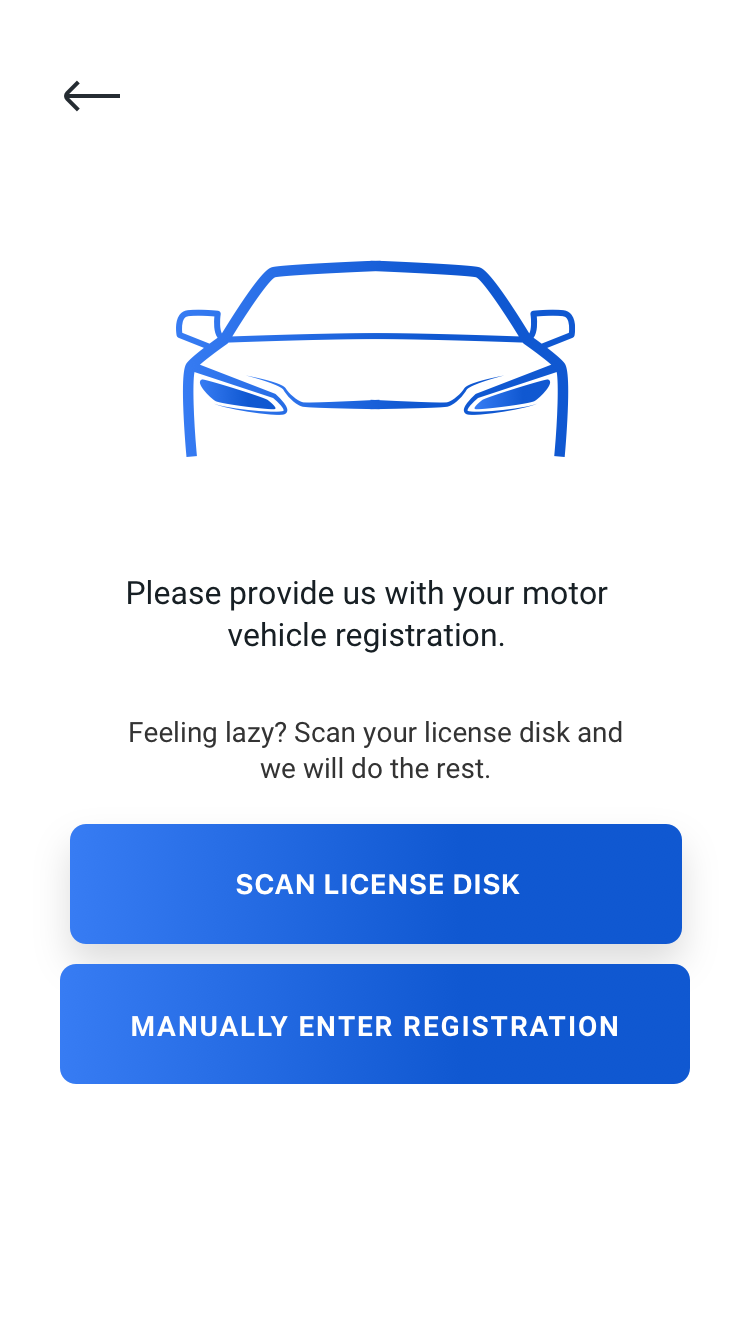 Please provide us with your motor
vehicle registration.
Feeling lazy? Scan your license disk and
we will do the rest.
SCAN LICENSE DISK
MANUALLY ENTER REGISTRATION